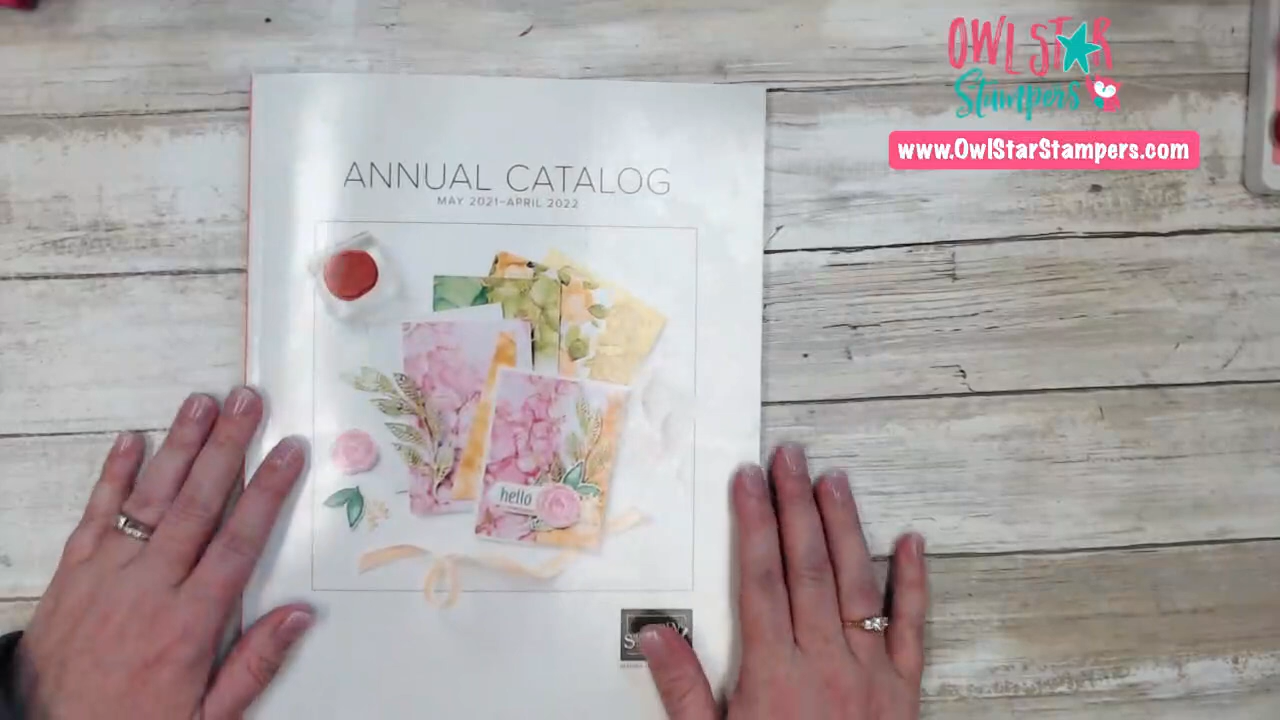 OWL STAR
Stampers
www.OwlStarStampers.com
ANNUAL CATALOG
MAY 2021–APRIL 2022
hello